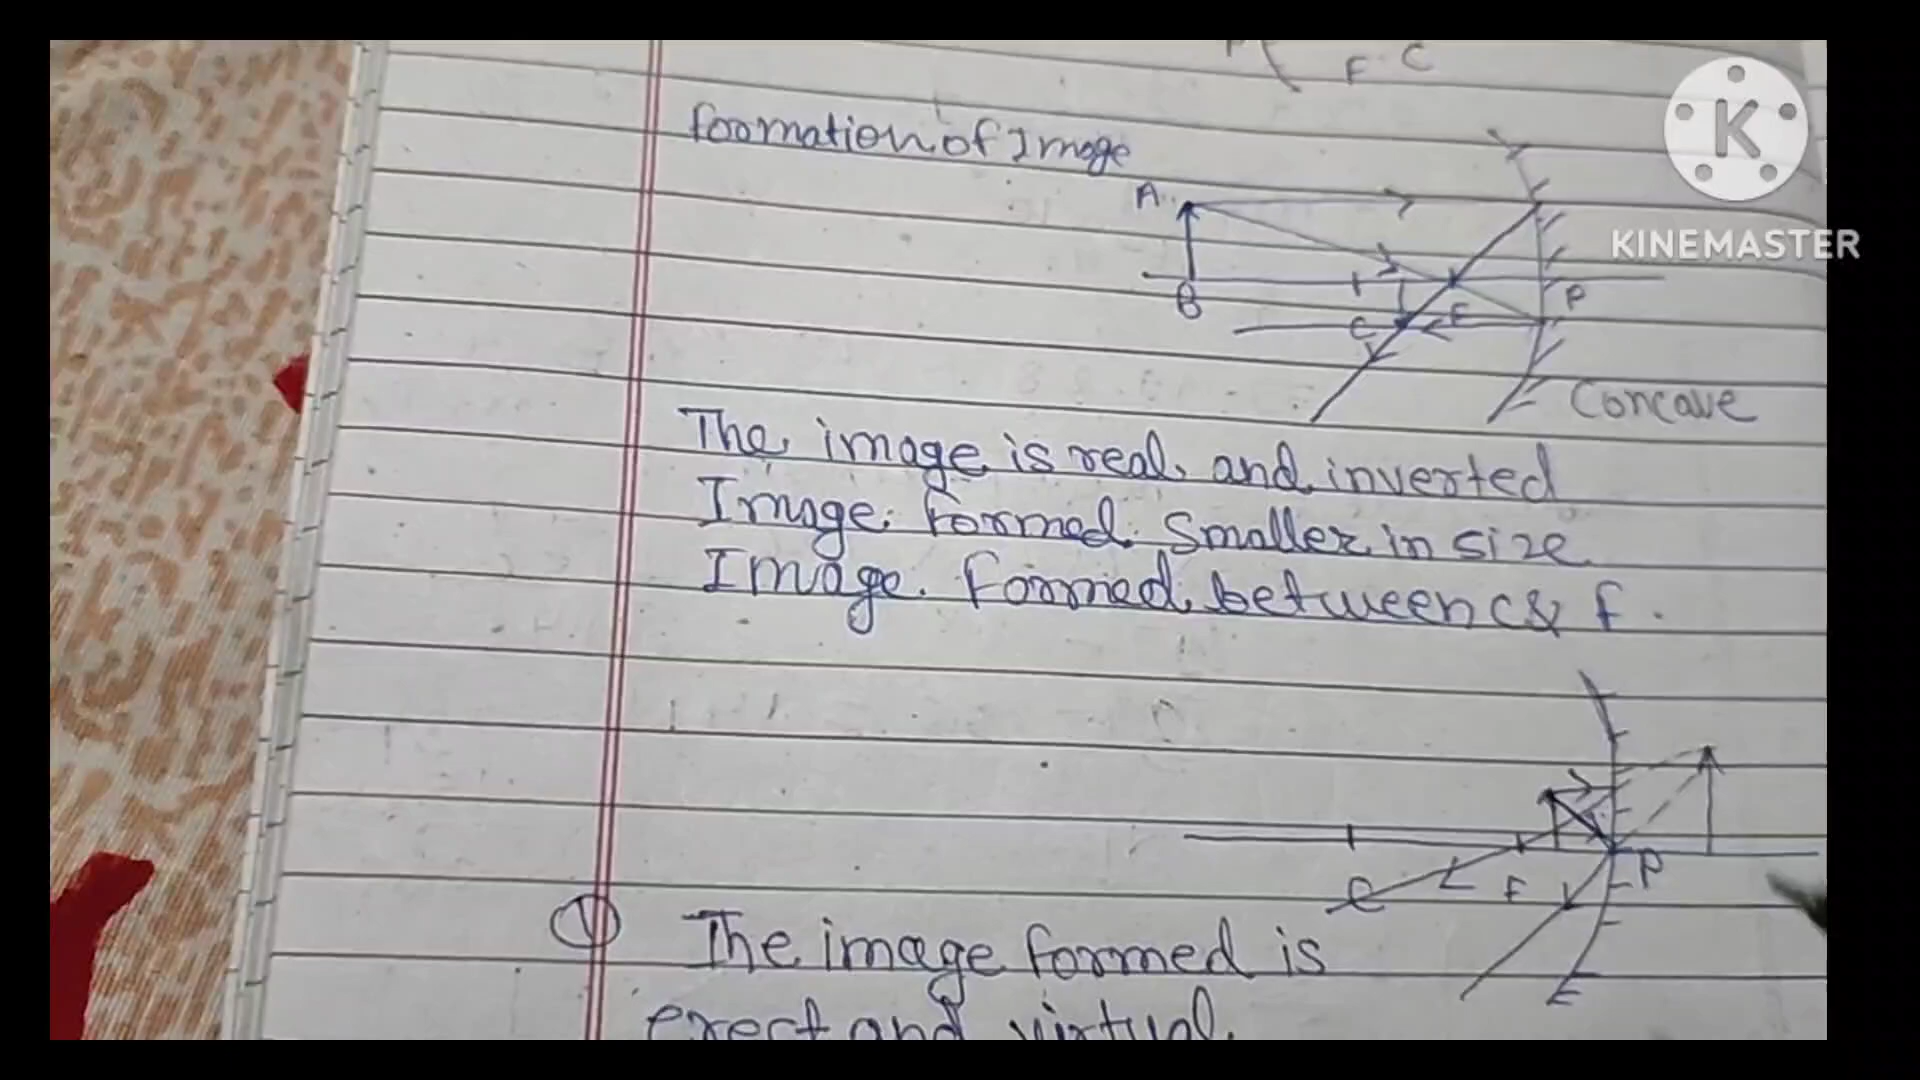 F C
formation of Image
K
KINEMASTER
A
B
C
F
P
Concave
The image is real and inverted
Image formed smaller in size
Image formed between C & F.
C
F
P
① The image formed is
erect and virtual.